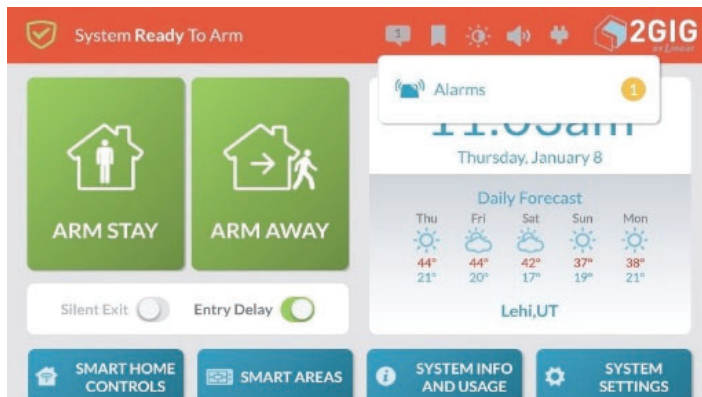 System Ready To Arm
1
2GIG
BY Linear
Alarms
1
Thursday, January 8
Daily Forecast
Thu Fri Sat Sun Mon
44° 44° 42° 37° 38°
21° 20° 17° 19° 21°
Lehi,UT
ARM STAY
ARM AWAY
Silent Exit
Entry Delay
SMART HOME
CONTROLS
SMART AREAS
SYSTEM INFO
AND USAGE
SYSTEM
SETTINGS